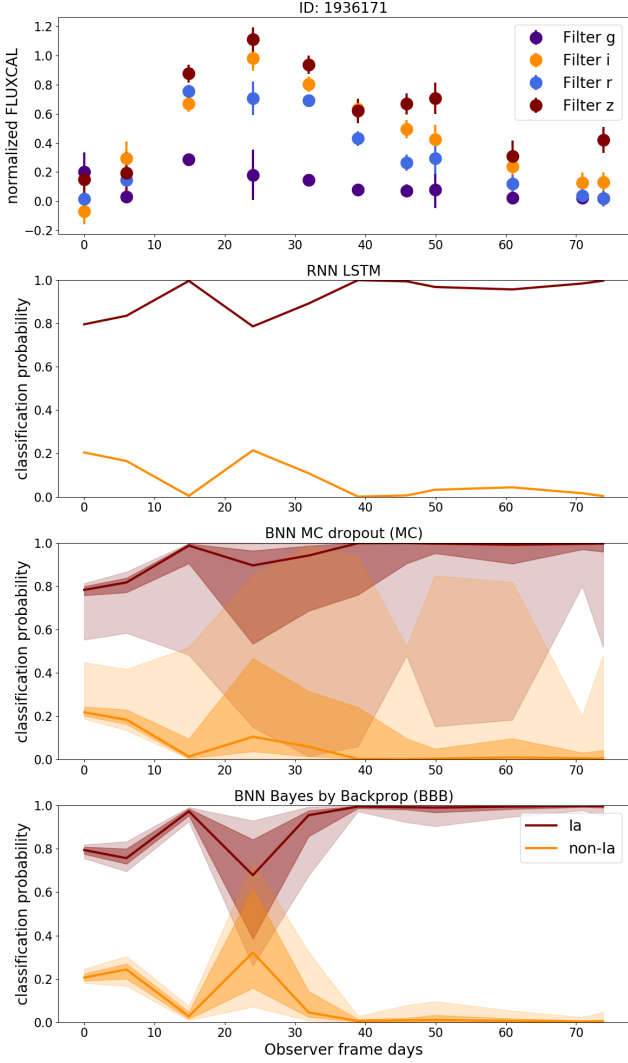 ID: 1936171
normalized FLUXCAL
1.2
1.0
0.8
0.6
0.4
0.2
0.0
−0.2
Filter g
Filter i
Filter r
Filter z
0 10 20 30 40 50 60 70
RNN LSTM
classification probability
1.0
0.8
0.6
0.4
0.2
0.0
0 10 20 30 40 50 60 70
BNN MC dropout (MC)
classification probability
1.0
0.8
0.6
0.4
0.2
0.0
0 10 20 30 40 50 60 70
BNN Bayes by Backprop (BBB)
classification probability
1.0
0.8
0.6
0.4
0.2
0.0
Ia
non-Ia
0 10 20 30 40 50 60 70
Observer frame days